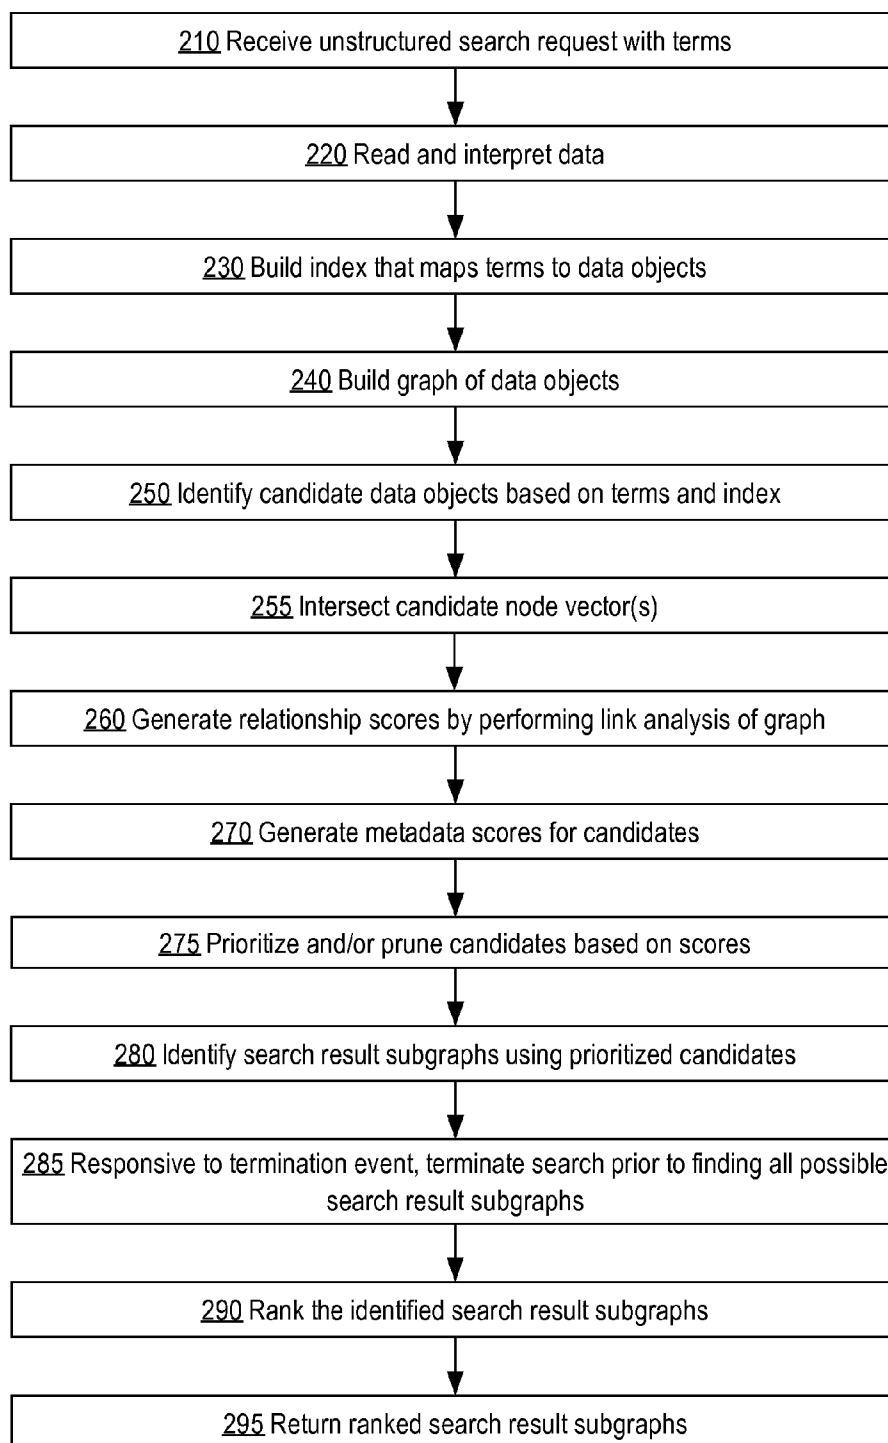 210 Receive unstructured search request with terms
220 Read and interpret data
230 Build index that maps terms to data objects
240 Build graph of data objects
250 Identify candidate data objects based on terms and index
255 Intersect candidate node vector(s)
260 Generate relationship scores by performing link analysis of graph
270 Generate metadata scores for candidates
275 Prioritize and/or prune candidates based on scores
280 Identify search result subgraphs using prioritized candidates
285 Responsive to termination event, terminate search prior to finding all possible
search result subgraphs
290 Rank the identified search result subgraphs
295 Return ranked search result subgraphs